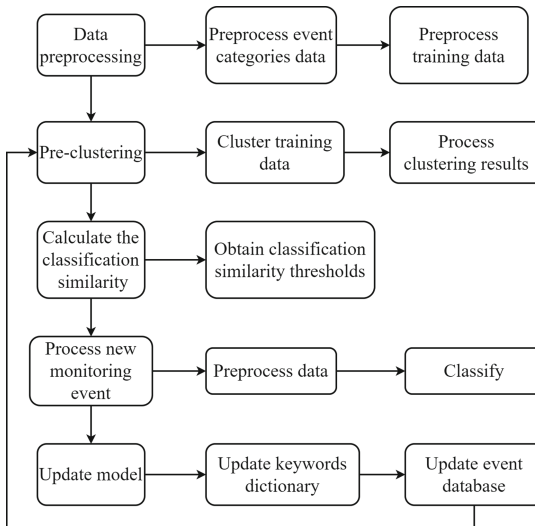 Data
preprocessing
Preprocess event
categories data
Preprocess
training data
Pre-clustering
Cluster training
data
Process
clustering results
Calculate the
classification
similarity
Obtain classification
similarity thresholds
Process new
monitoring
event
Preprocess data
Classify
Update model
Update keywords
dictionary
Update event
database